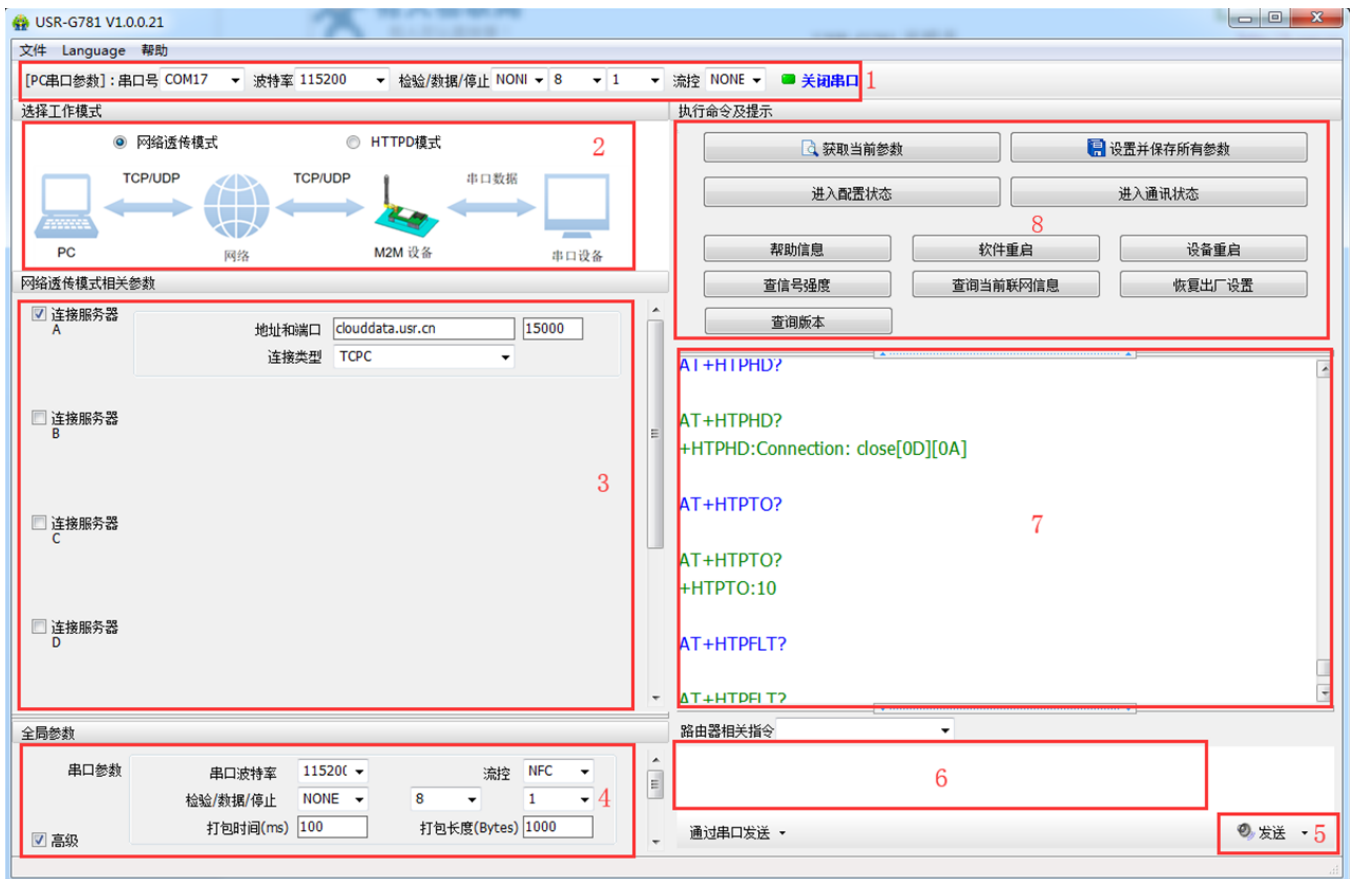 USR-G781 V1.0.0.21
文件 Language 帮助
[PC串口参数]：串口号 COM17 波特率 115200 检验/数据/停止 NONI 8 1 流控 NONE 关闭串口 1
选择工作模式
网络透传模式 HTTPD模式 2
TCP/UDP TCP/UDP 串口数据
PC 网络 M2M 设备 串口设备
网络透传模式相关参数
连接服务器
A
地址和端口 clouddata.usr.cn 15000
连接类型 TCPC
连接服务器
B
3
连接服务器
C
连接服务器
D
全局参数
串口参数 串口波特率 11520( 流控 NFC
检验/数据/停止 NONE 8 1 4
打包时间(ms) 100 打包长度(Bytes) 1000
高级
执行命令及提示
获取当前参数 设置并保存所有参数
进入配置状态 进入通讯状态
8
帮助信息 软件重启 设备重启
查信号强度 查询当前联网信息 恢复出厂设置
查询版本
AT+HTPHD?
AT+HTPHD?
+HTPHD:Connection: close[0D][0A]
AT+HTPTO?
7
AT+HTPTO?
+HTPTO:10
AT+HTPFLT?
AT+HTPFLT?
路由器相关指令
6
通过串口发送 发送 5